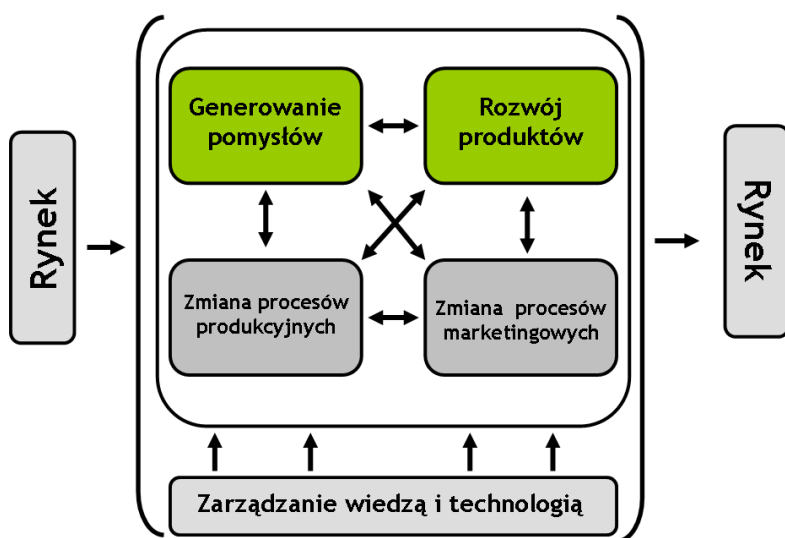 Rynek
Generowanie
pomysłów
Rozwój
produktów
Zmiana procesów
produkcyjnych
Zmiana procesów
marketingowych
Rynek
Zarządzanie wiedzą i technologią